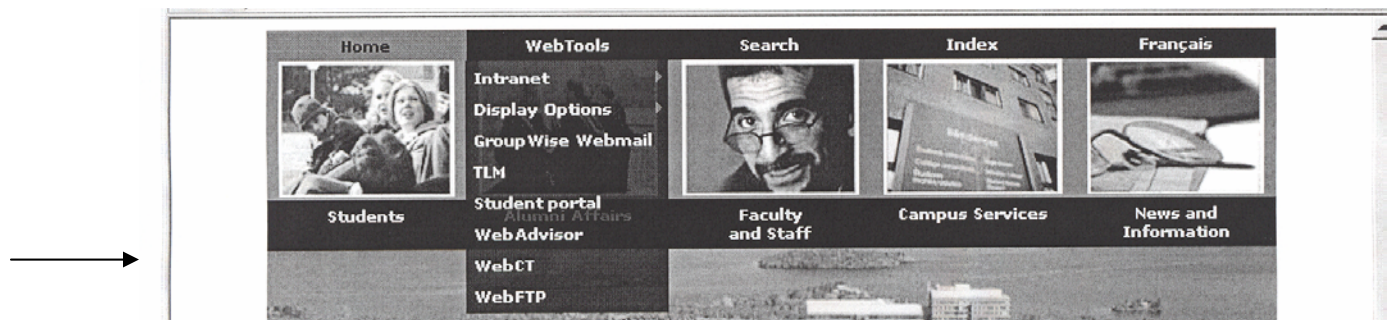 Home WebTools Search Index Français
Intranet
Display Options
GroupWise Webmail
TLM
Student portal
WebAdvisor
WebCT
WebFTP
Students Alumni Affairs Faculty and Staff Campus Services News and Information